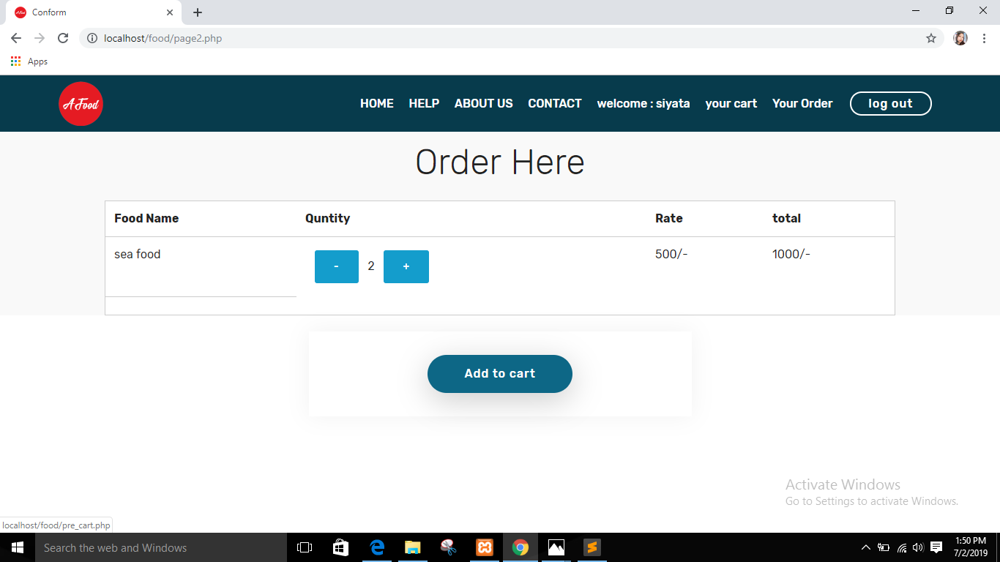 Conform
localhost/food/page2.php
Apps
A Food
HOME HELP ABOUT US CONTACT welcome : siyata your cart Your Order log out
Order Here
Food Name Quntity Rate total
sea food - 2 + 500/- 1000/-
Add to cart
Activate Windows
Go to Settings to activate Windows.
localhost/food/pre_cart.php
Search the web and Windows
1:50 PM
7/2/2019